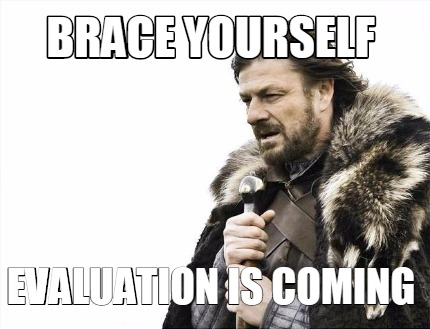 BRACE YOURSELF
EVALUATION IS COMING